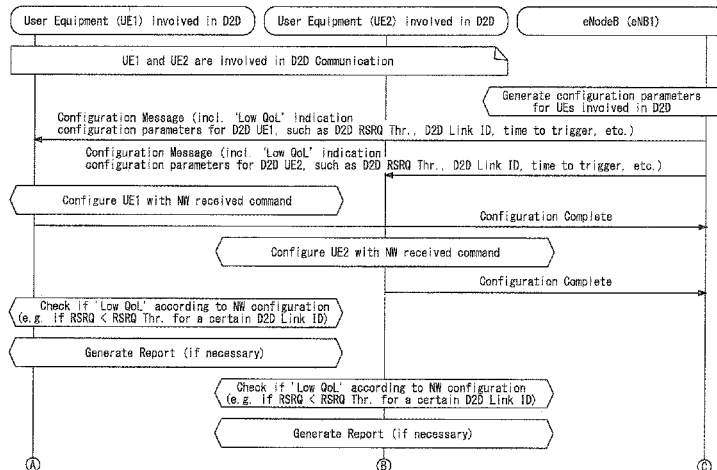 User Equipment (UE1) involved in D2D
User Equipment (UE2) involved in D2D
eNodeB (eNB1)
UE1 and UE2 are involved in D2D Communication
Generate configuration parameters
for UEs involved in D2D
Configuration Message (incl. 'Low QoL' indication
configuration parameters for D2D UE1, such as D2D RSRQ Thr., D2D Link ID, time to trigger, etc.)
Configuration Message (incl. 'Low QoL' indication
configuration parameters for D2D UE2, such as D2D RSRQ Thr., D2D Link ID, time to trigger, etc.)
Configure UE1 with NW received command
Configuration Complete
Configure UE2 with NW received command
Configuration Complete
Check if 'Low QoL' according to NW configuration
(e.g. if RSRQ < RSRQ Thr. for a certain D2D Link ID)
Generate Report (if necessary)
Check if 'Low QoL' according to NW configuration
(e.g. if RSRQ < RSRQ Thr. for a certain D2D Link ID)
Generate Report (if necessary)
A
B
C